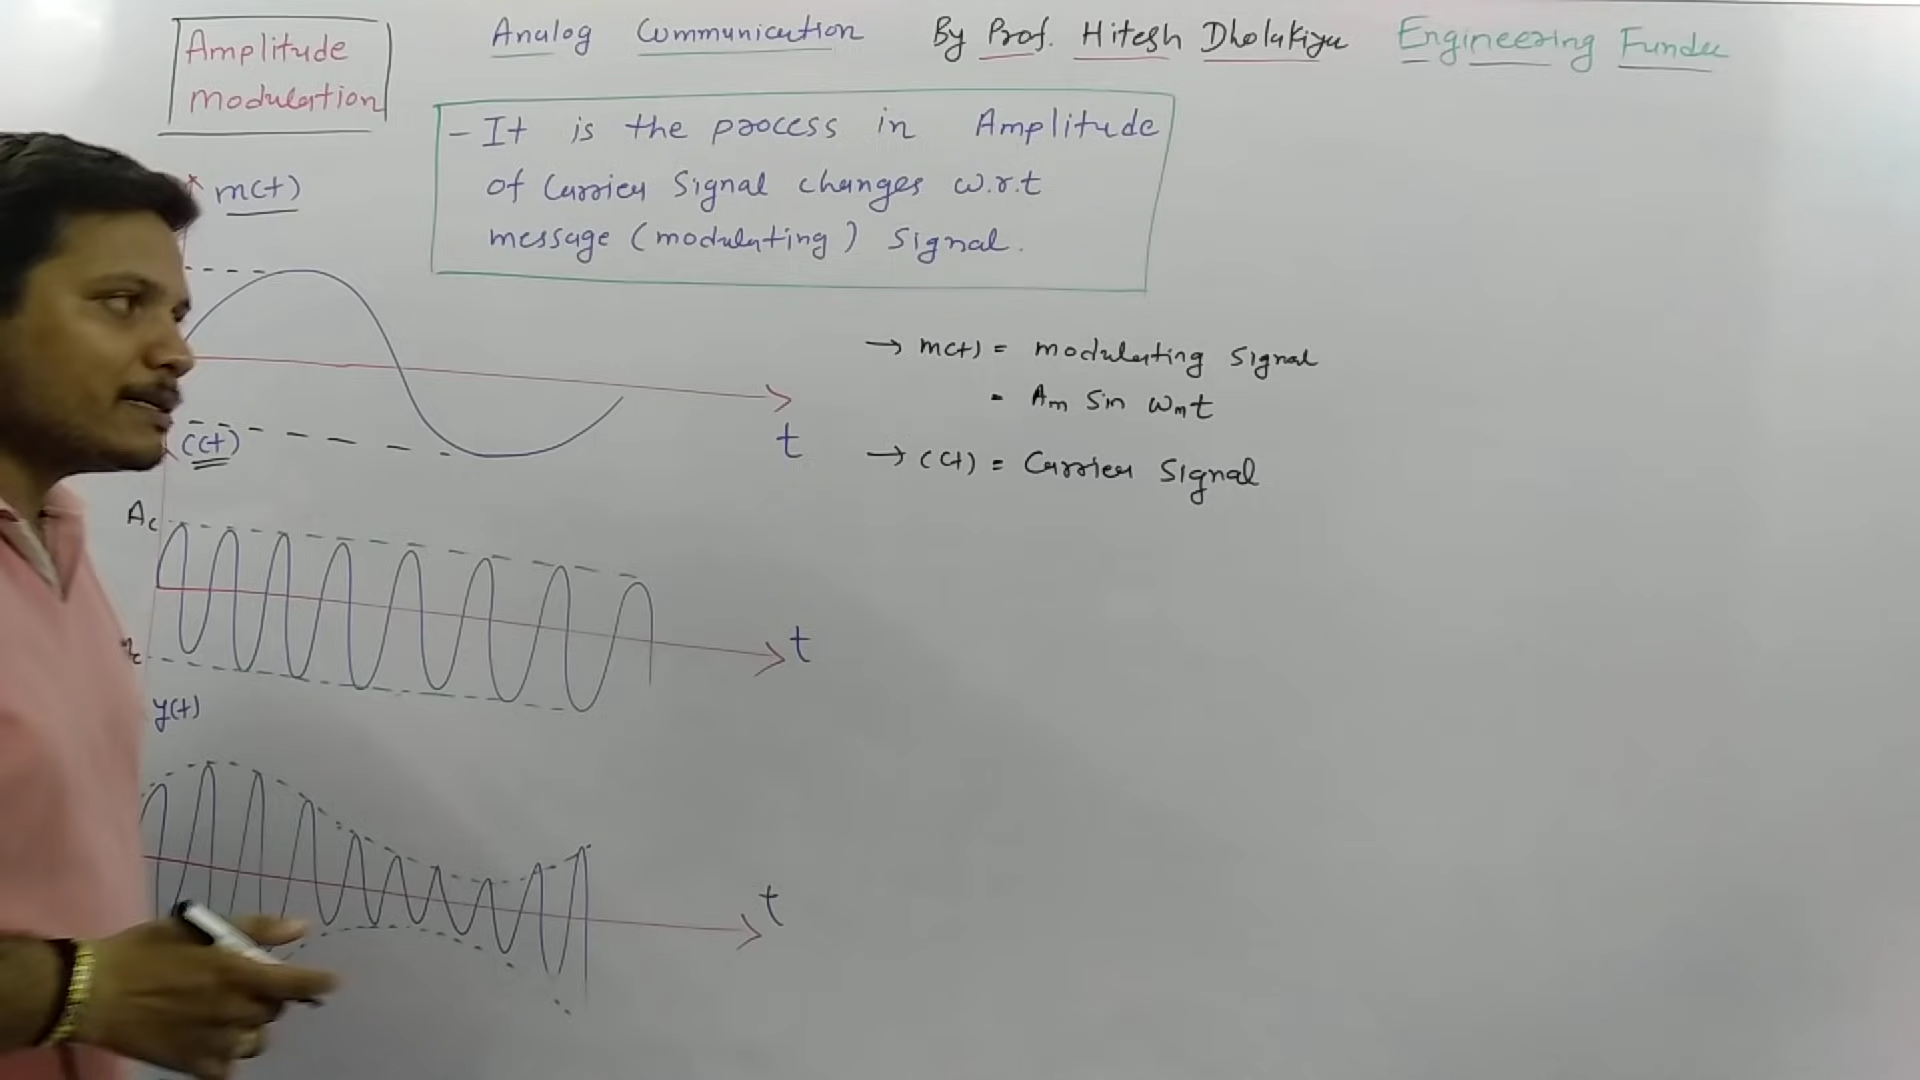 Amplitude
modulation
Analog Communication By Prof. Hitesh Dholakiya Engineering Funda
- It is the process in Amplitude
of Carrier Signal changes w.r.t
message (modulating) Signal.
m(t)
t
→ m(t) = modulating Signal
= Am Sin ωmt
→ c(t) = Carrier Signal
c(t)
Ac
t
y(t)
t